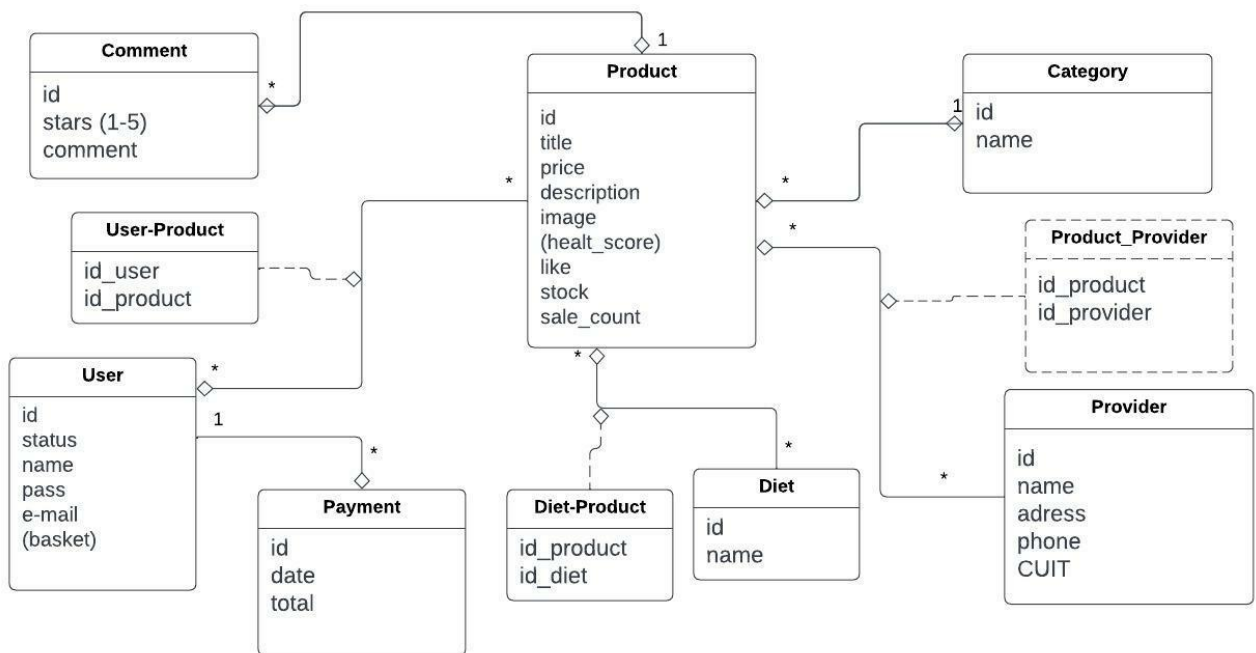 Comment
id
stars (1-5)
comment
*
1
Product
id
title
price
description
image
(healt_score)
like
stock
sale_count
*
*
*
*
Category
id
name
1
User-Product
id_user
id_product
Product_Provider
id_product
id_provider
User
id
status
name
pass
e-mail
(basket)
*
1
*
Payment
id
date
total
Diet-Product
id_product
id_diet
*
Diet
id
name
*
Provider
id
name
adress
phone
CUIT